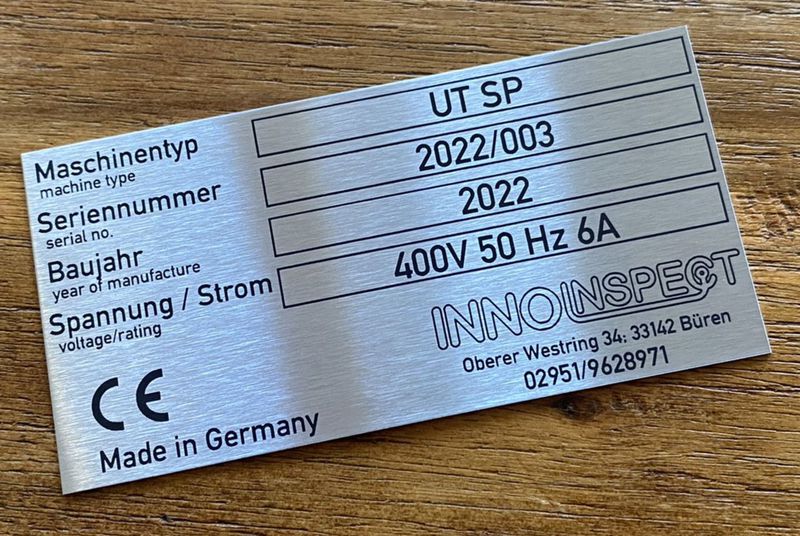 Maschinentyp UT SP
machine type
Seriennummer 2022/003
serial no.
Baujahr 2022
year of manufacture
Spannung / Strom 400V 50 Hz 6A
voltage/rating
INNOINSPECT
Oberer Westring 34; 33142 Büren
02951/9628971
CE
Made in Germany